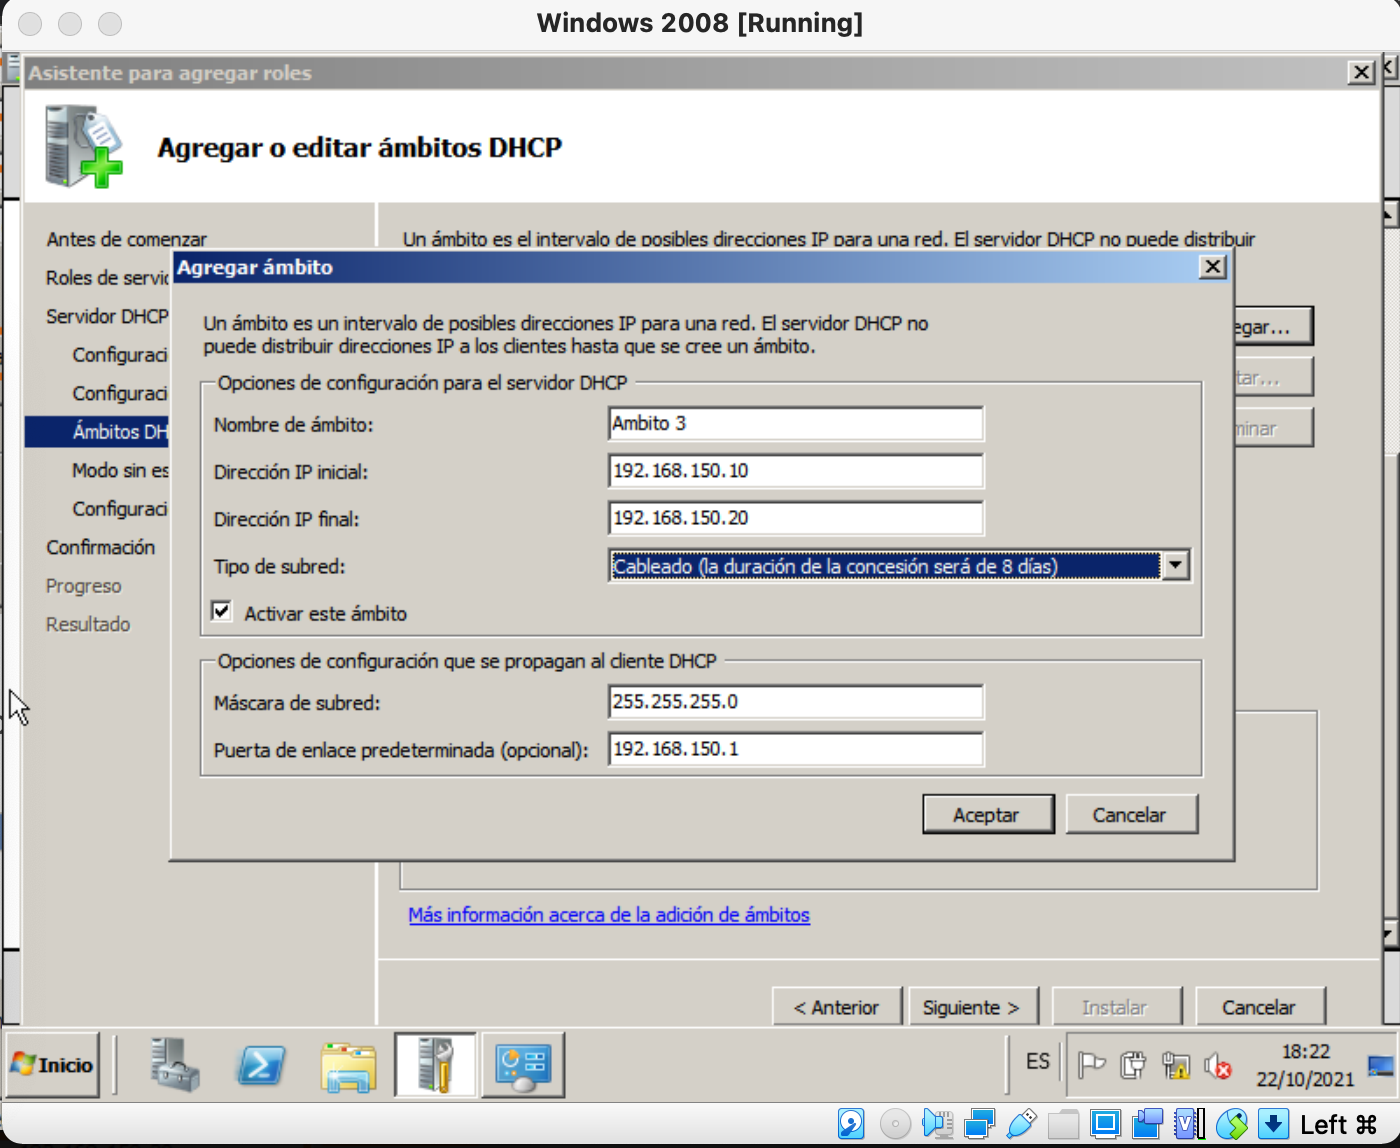 Windows 2008 [Running]
Asistente para agregar roles
Agregar o editar ámbitos DHCP
Antes de comenzar
Roles de servic
Servidor DHCP
Configuraci
Configuraci
Ámbitos DH
Modo sin es
Configuraci
Confirmación
Progreso
Resultado
Un ámbito es el intervalo de posibles direcciones IP para una red. El servidor DHCP no puede distribuir
egar...
tar...
minar
Agregar ámbito
Un ámbito es un intervalo de posibles direcciones IP para una red. El servidor DHCP no
puede distribuir direcciones IP a los clientes hasta que se cree un ámbito.
Opciones de configuración para el servidor DHCP
Nombre de ámbito: Ambito 3
Dirección IP inicial: 192.168.150.10
Dirección IP final: 192.168.150.20
Tipo de subred: Cableado (la duración de la concesión será de 8 días)
Activar este ámbito
Opciones de configuración que se propagan al cliente DHCP
Máscara de subred: 255.255.255.0
Puerta de enlace predeterminada (opcional): 192.168.150.1
Aceptar Cancelar
Más información acerca de la adición de ámbitos
< Anterior Siguiente > Instalar Cancelar
Inicio ES 18:22
22/10/2021
Left ⌘